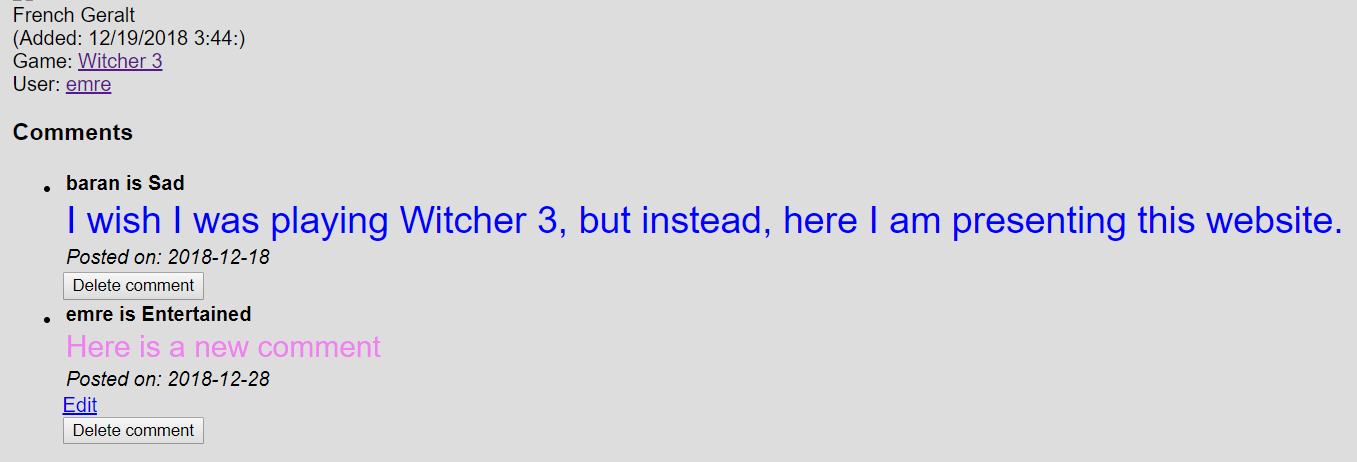 French Geralt
(Added: 12/19/2018 3:44:)
Game: Witcher 3
User: emre
Comments
baran is Sad
I wish I was playing Witcher 3, but instead, here I am presenting this website.
Posted on: 2018-12-18
Delete comment
emre is Entertained
Here is a new comment
Posted on: 2018-12-28
Edit
Delete comment